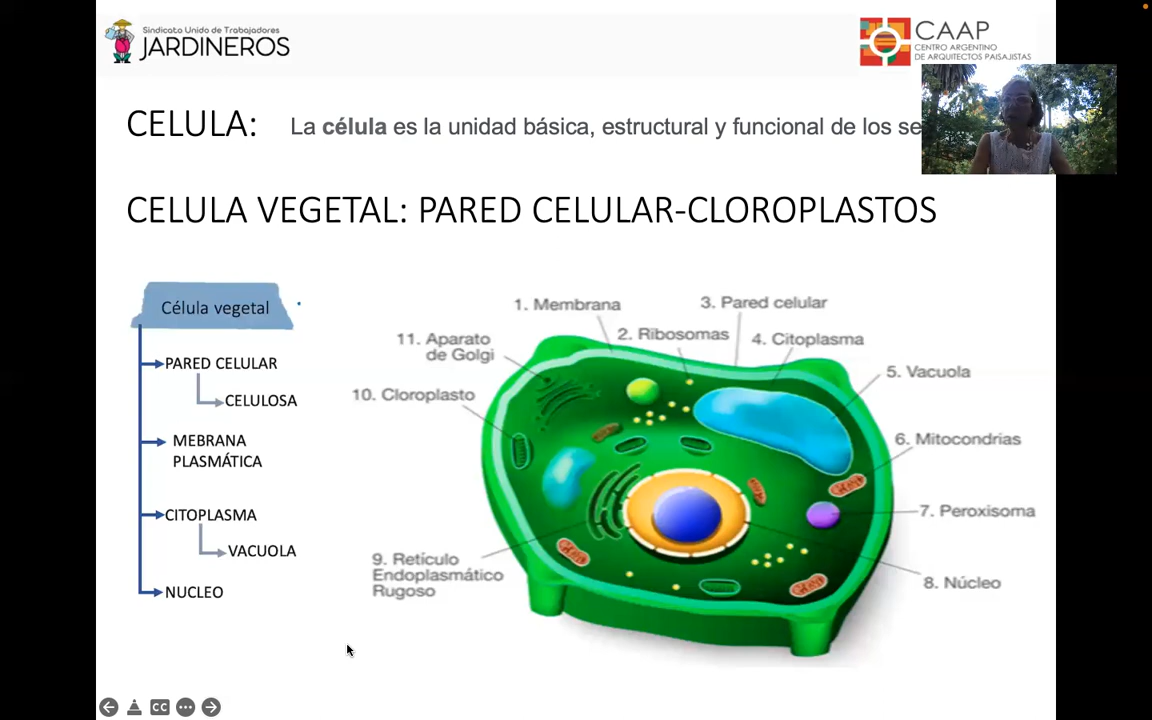 Sindicato Unido de Trabajadores
JARDINEROS
CAAP
CENTRO ARGENTINO
DE ARQUITECTOS PAISAJISTAS
CELULA:
La célula es la unidad básica, estructural y funcional de los se
CELULA VEGETAL: PARED CELULAR-CLOROPLASTOS
Célula vegetal
PARED CELULAR
CELULOSA
MEBRANA
PLASMÁTICA
CITOPLASMA
VACUOLA
NUCLEO
1. Membrana
3. Pared celular
2. Ribosomas
4. Citoplasma
11. Aparato
de Golgi
5. Vacuola
10. Cloroplasto
6. Mitocondrias
7. Peroxisoma
9. Retículo
Endoplasmático
Rugoso
8. Núcleo
CC